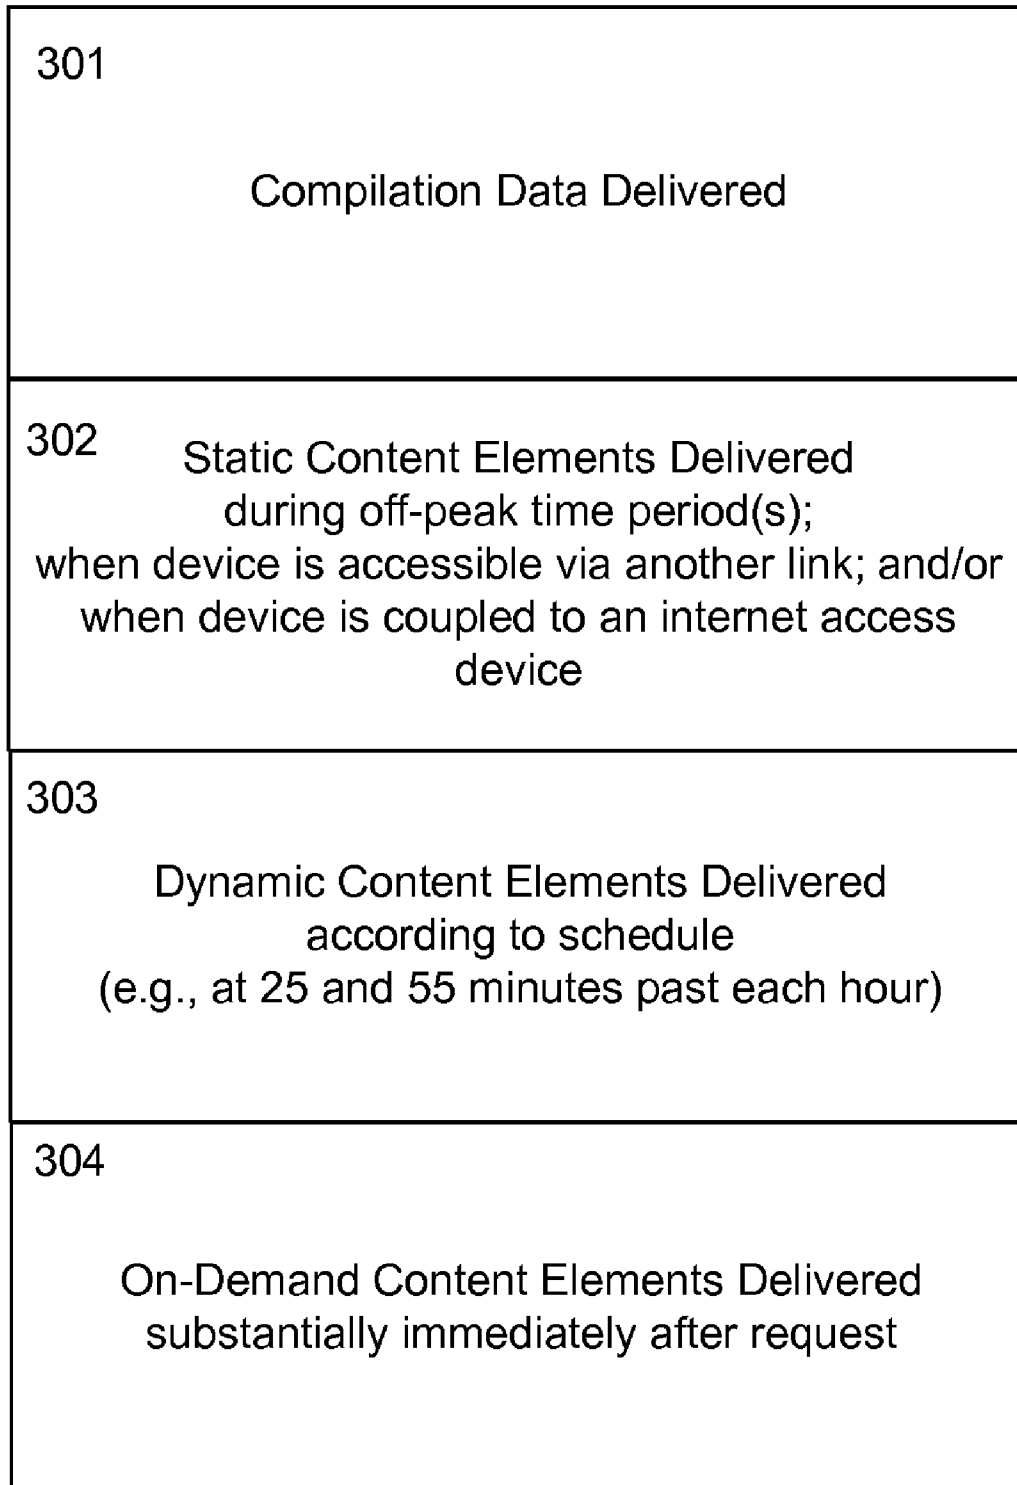 301
Compilation Data Delivered
302
Static Content Elements Delivered
during off-peak time period(s);
when device is accessible via another link; and/or
when device is coupled to an internet access
device
303
Dynamic Content Elements Delivered
according to schedule
(e.g., at 25 and 55 minutes past each hour)
304
On-Demand Content Elements Delivered
substantially immediately after request